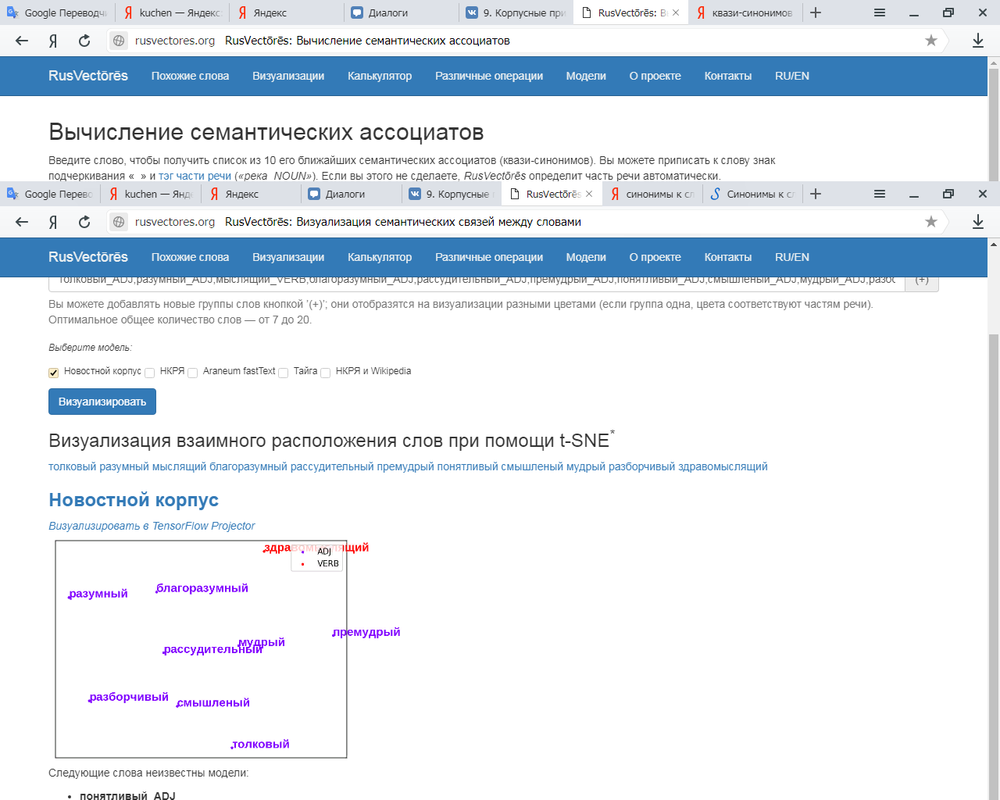 Google Переводчи
kuchen — Яндекс:
Яндекс
Диалоги
9. Корпусные при
RusVectōrēs: Вы
квази-синонимов
rusvectores.org RusVectōrēs: Вычисление семантических ассоциатов
RusVectōrēs Похожие слова Визуализации Калькулятор Различные операции Модели О проекте Контакты RU/EN
Вычисление семантических ассоциатов
Введите слово, чтобы получить список из 10 его ближайших семантических ассоциатов (квази-синонимов). Вы можете приписать к слову знак
подчеркивания «_» и тэг части речи («река_NOUN»). Если вы этого не сделаете, RusVectōrēs определит часть речи автоматически.
Google Перево
kuchen — Янде
Яндекс
Диалоги
9. Корпусные
RusVectōrēs
синонимы к сл
Синонимы к сл
rusvectores.org RusVectōrēs: Визуализация семантических связей между словами
RusVectōrēs Похожие слова Визуализации Калькулятор Различные операции Модели О проекте Контакты RU/EN
толковый_ADJ,разумный_ADJ,мыслящий_VERB,благоразумный_ADJ,рассудительный_ADJ,премудрый_ADJ,понятливый_ADJ,смышленый_ADJ,мудрый_ADJ,разбо (+)
Вы можете добавлять новые группы слов кнопкой '(+)'; они отобразятся на визуализации разными цветами (если группа одна, цвета соответствуют частям речи).
Оптимальное общее количество слов — от 7 до 20.
Выберите модель:
Новостной корпус НКРЯ Araneum fastText Тайга НКРЯ и Wikipedia
Визуализировать
Визуализация взаимного расположения слов при помощи t-SNE*
толковый разумный мыслящий благоразумный рассудительный премудрый понятливый смышленый мудрый разборчивый здравомыслящий
Новостной корпус
Визуализировать в TensorFlow Projector
здравомыслящий
ADJ
VERB
благоразумный
разумный
премудрый
мудрый
рассудительный
разборчивый
смышленый
толковый
Следующие слова неизвестны модели:
• понятливый_ADJ